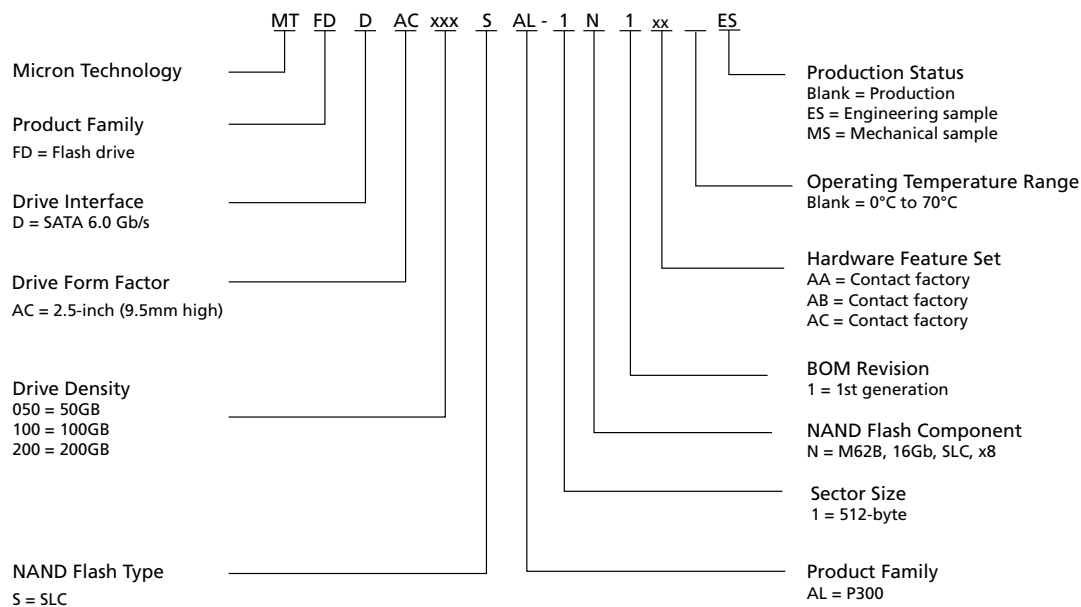 MT FD D AC xxx S AL - 1 N 1 xx ES
Micron Technology
Product Family
FD = Flash drive
Drive Interface
D = SATA 6.0 Gb/s
Drive Form Factor
AC = 2.5-inch (9.5mm high)
Drive Density
050 = 50GB
100 = 100GB
200 = 200GB
NAND Flash Type
S = SLC
Production Status
Blank = Production
ES = Engineering sample
MS = Mechanical sample
Operating Temperature Range
Blank = 0°C to 70°C
Hardware Feature Set
AA = Contact factory
AB = Contact factory
AC = Contact factory
BOM Revision
1 = 1st generation
NAND Flash Component
N = M62B, 16Gb, SLC, x8
Sector Size
1 = 512-byte
Product Family
AL = P300